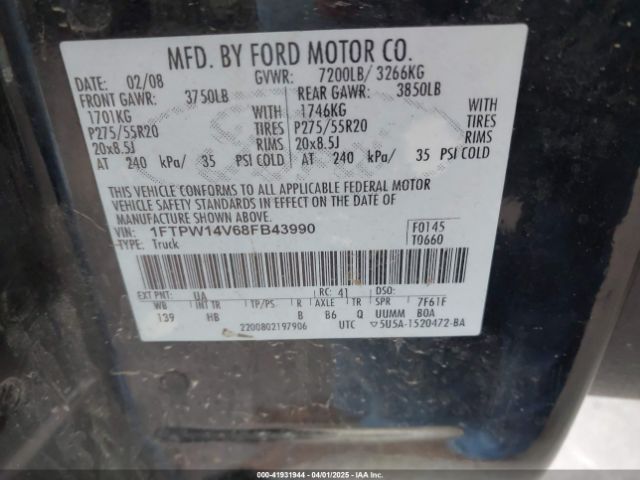 MFD. BY FORD MOTOR CO.
DATE: 02/08 GVWR: 7200LB/ 3266KG
FRONT GAWR: 3750LB REAR GAWR: 3850LB
1701KG WITH 1746KG WITH
P275/55R20 TIRES P275/55R20 TIRES
20x8.5J RIMS 20x8.5J RIMS
AT 240 kPa/ 35 PSI COLD AT 240 kPa/ 35 PSI COLD
THIS VEHICLE CONFORMS TO ALL APPLICABLE FEDERAL MOTOR
VEHICLE SAFETY STANDARDS IN EFFECT ON THE DATE OF
MANUFACTURE SHOWN ABOVE.
VIN: 1FTPW14V68FB43990 F0145
TYPE: Truck T0660
EXT PNT: UA RC: 41 DSO:
WB INT TR TP/PS R AXLE TR SPR 7F61F
139 HB B B6 Q UUMM BOA
2200802197906 UTC ▽5U5A-1520472-BA
000-41931944 04/01/2025 IAA Inc.